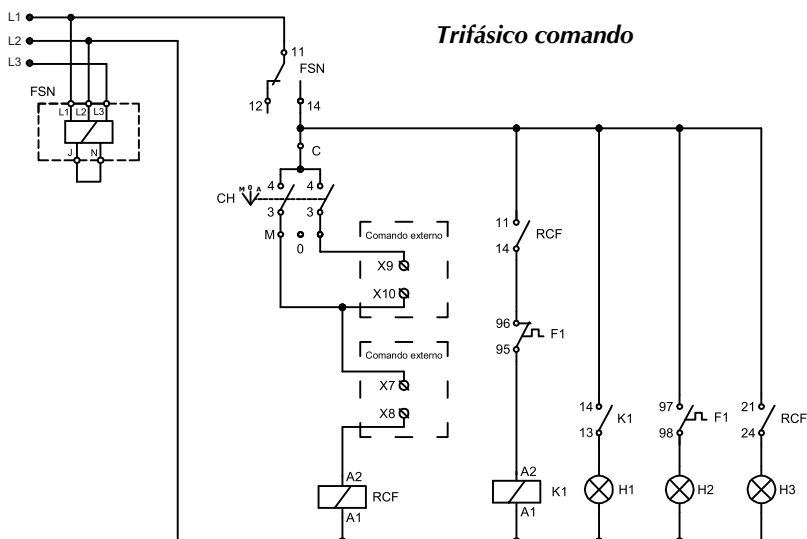 Trifásico comando
L1
L2
L3
FSN
L1 L2 L3
J N
11
FSN
12 14
C
CH
M 0 A
4 4
3 3
M 0
Comando externo
X9
X10
Comando externo
X7
X8
A2
RCF
A1
11
RCF
14
96
F1
95
A2
K1
A1
14
K1
13
H1
97
F1
98
H2
21
RCF
24
H3